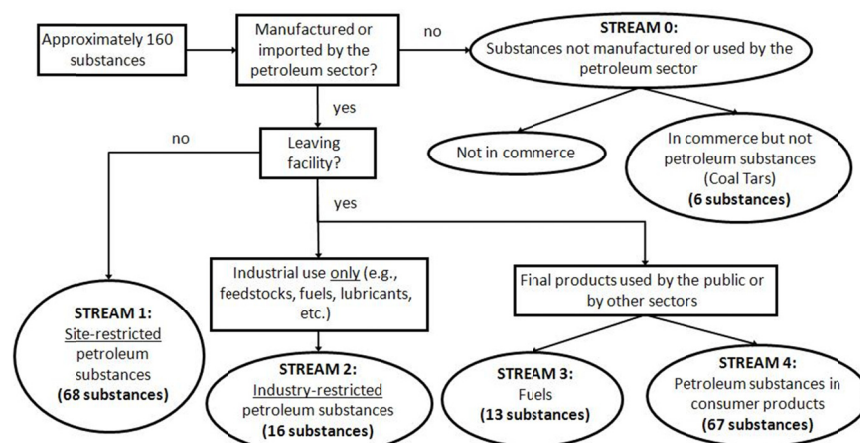 Approximately 160
substances
Manufactured or
imported by the
petroleum sector?
no
STREAM 0:
Substances not manufactured or used by the
petroleum sector
yes
Not in commerce
In commerce but not
petroleum substances
(Coal Tars)
(6 substances)
no
Leaving
facility?
yes
Industrial use only (e.g.,
feedstocks, fuels, lubricants,
etc.)
Final products used by the public or
by other sectors
STREAM 1:
Site-restricted
petroleum
substances
(68 substances)
STREAM 2:
Industry-restricted
petroleum substances
(16 substances)
STREAM 3:
Fuels
(13 substances)
STREAM 4:
Petroleum substances in
consumer products
(67 substances)